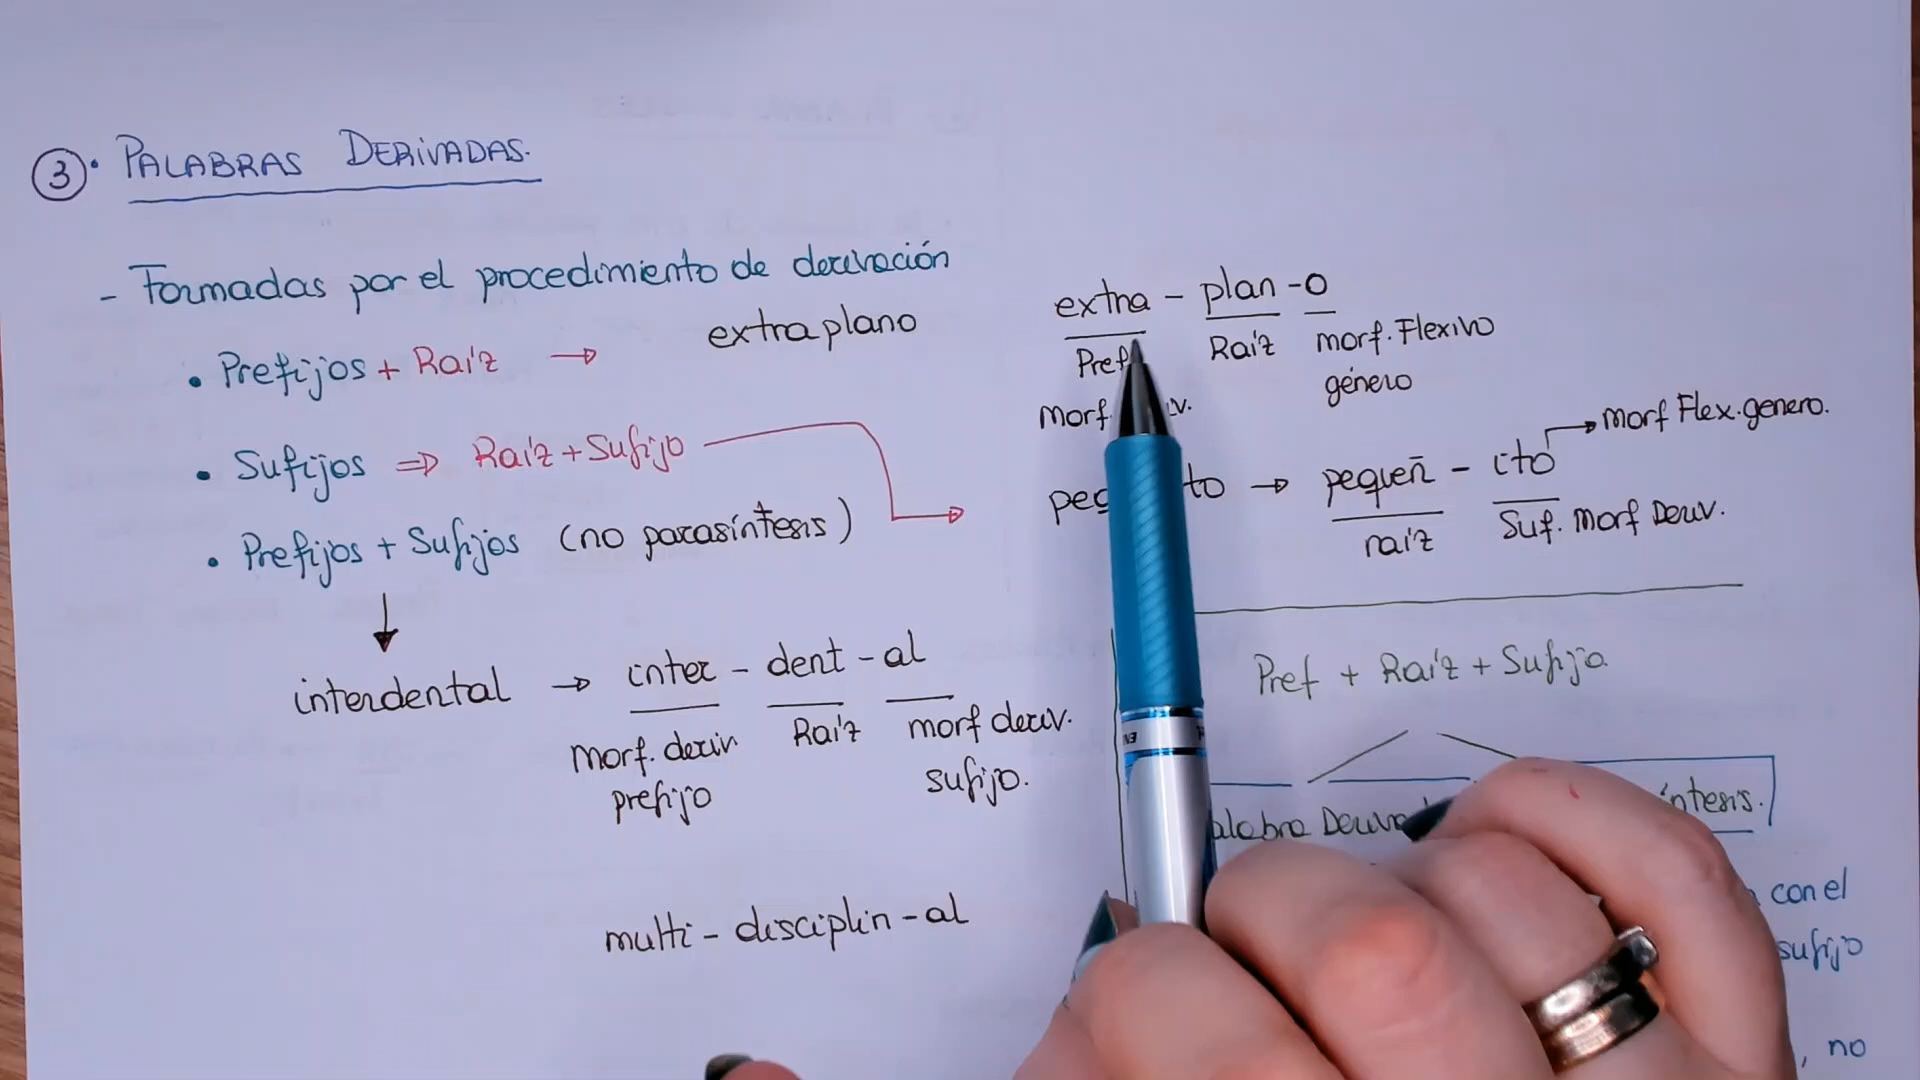 3. PALABRAS DERIVADAS.
- Formadas por el procedimiento de derivación
• Prefijos + Raíz →
extraplano
• Sufijos ⇒ Raíz + Sufijo
• Prefijos + Sufijos (no parasíntesis)
interdental → inter - dent - al
morf. deriv
prefijo
Raíz
morf deriv.
sufijo.
multi - disciplin - al
extra - plan - o
Pref
Raíz
morf. Flexivo
género
Morf.
→ morf Flex. genero.
→ pequeñ - ito
raíz
Suf. Morf Deriv.
Pref + Raíz + Sufijo.
con el
sufijo
, no